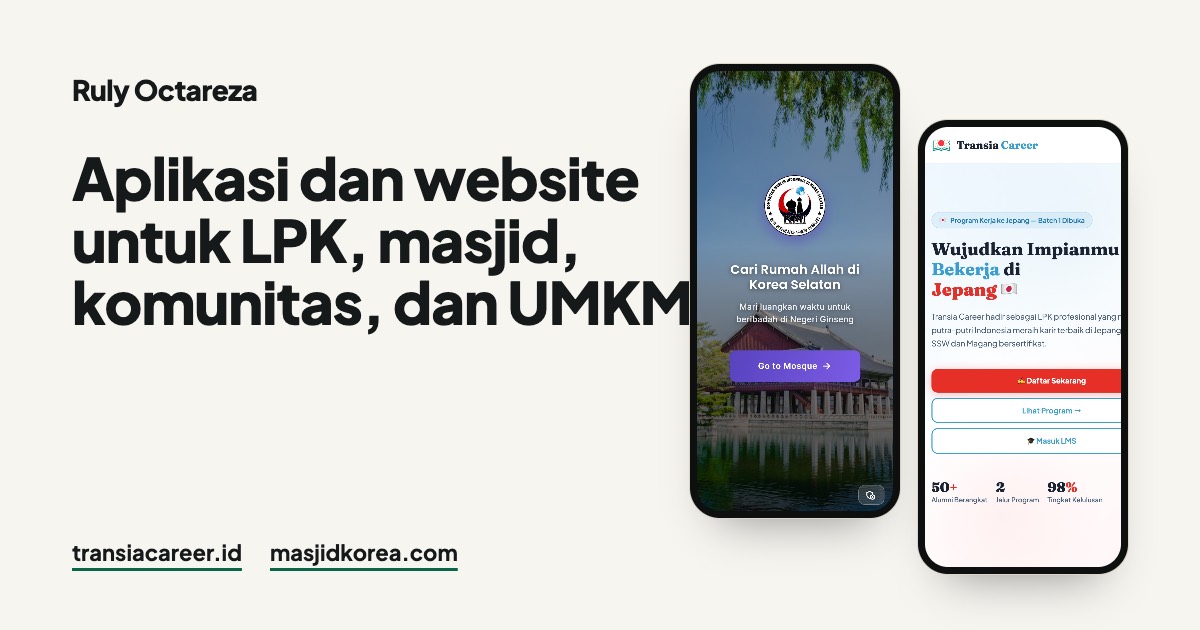 Ruly Octareza
Aplikasi dan website
untuk LPK, masjid,
komunitas, dan UMKM
transiacareer.id
masjidkorea.com
Cari Rumah Allah di
Korea Selatan
Mari luangkan waktu untuk
beribadah di Negeri Ginseng
Go to Mosque →
Transia Career
Program Kerja ke Jepang — Batch 1 Dibuka
Wujudkan Impianmu
Bekerja di
Jepang
Transia Career hadir sebagai LPK profesional yang
putra-putri Indonesia meraih karir terbaik di Jepang
SSW dan Magang bersertifikat.
Daftar Sekarang
Lihat Program →
Masuk LMS
50+
Alumni Berangkat
2
Jalur Program
98%
Tingkat Kelulusan